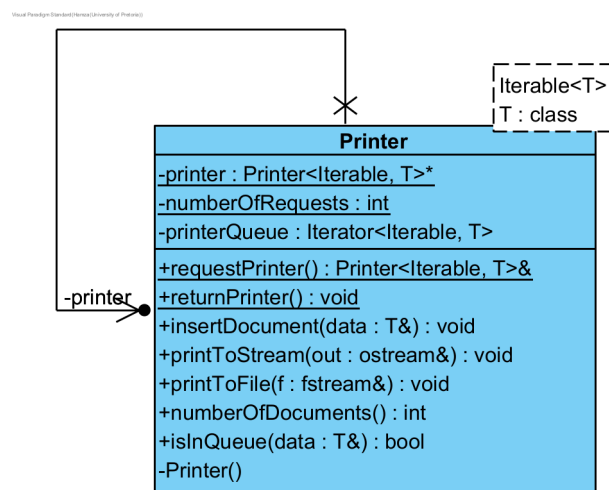 Visual Paradigm Standard(Henisa(University of Pretoria))
Iterable<T>
T : class
Printer
-printer : Printer<Iterable, T>*
-numberOfRequests : int
-printerQueue : Iterator<Iterable, T>
+requestPrinter() : Printer<Iterable, T>&
-printer
+returnPrinter() : void
+insertDocument(data : T&) : void
+printToStream(out : ostream&) : void
+printToFile(f : fstream&) : void
+numberOfDocuments() : int
+isInQueue(data : T&) : bool
-Printer()